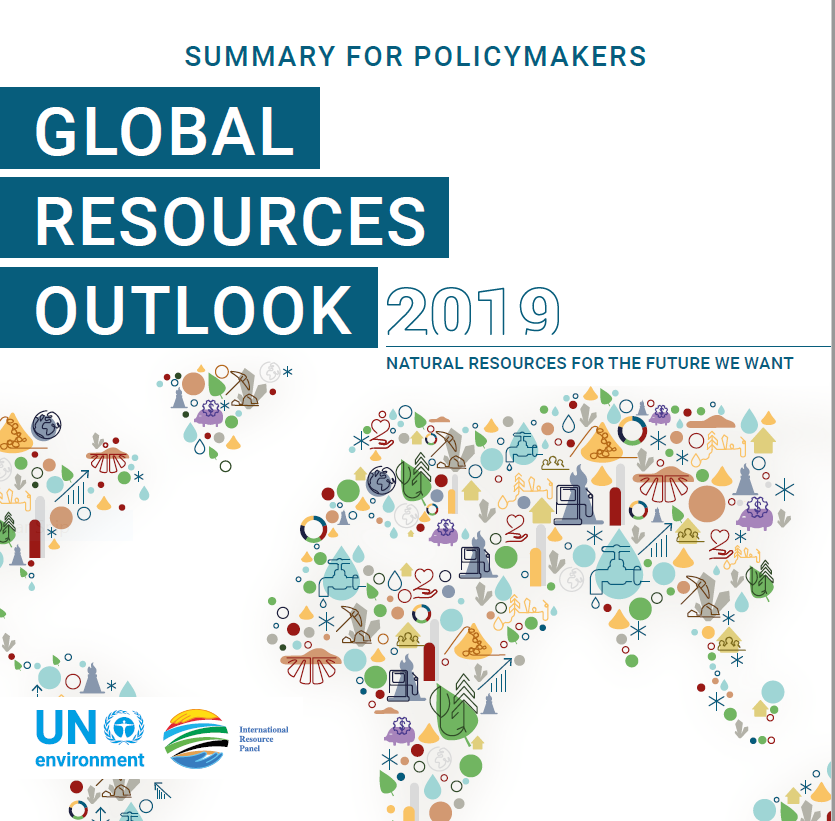 SUMMARY FOR POLICYMAKERS
GLOBAL
RESOURCES
OUTLOOK 2019
NATURAL RESOURCES FOR THE FUTURE WE WANT
UN
environment
International
Resource
Panel